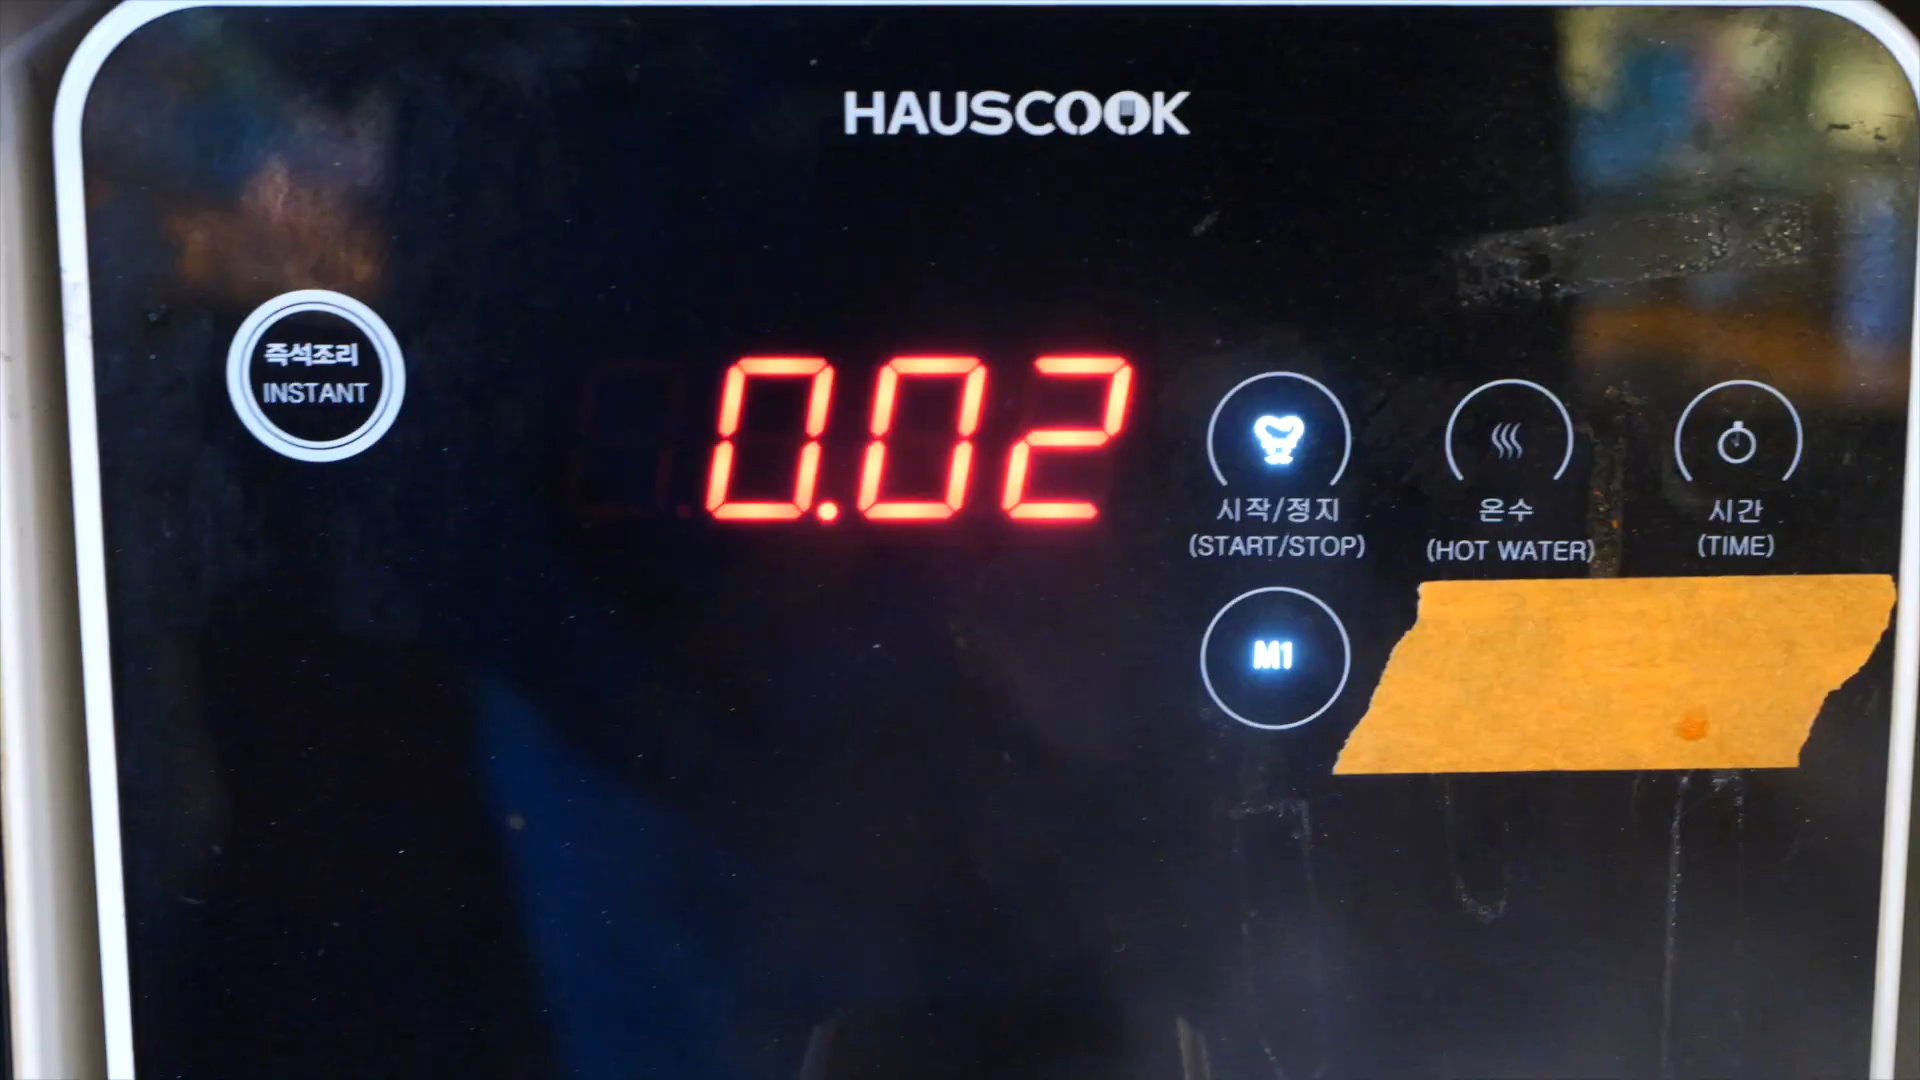 HAUSCOOK
즉석조리
INSTANT
0.02
시작/정지
(START/STOP)
온수
(HOT WATER)
시간
(TIME)
M1